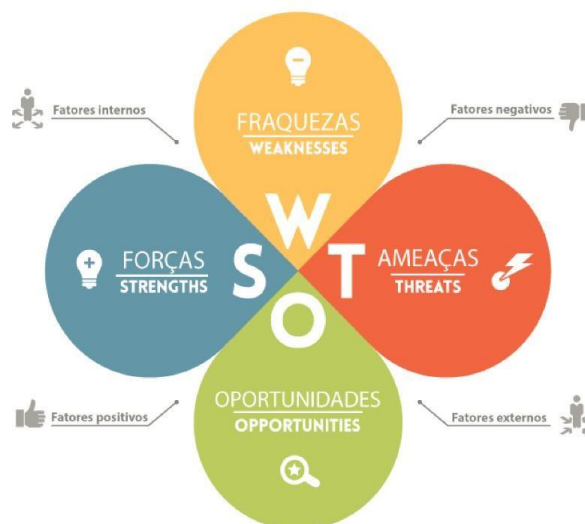 Fatores internos
Fatores negativos
FRAQUEZAS
WEAKNESSES
W
FORÇAS
STRENGTHS
S
T
AMEAÇAS
THREATS
O
OPORTUNIDADES
OPPORTUNITIES
Fatores positivos
Fatores externos